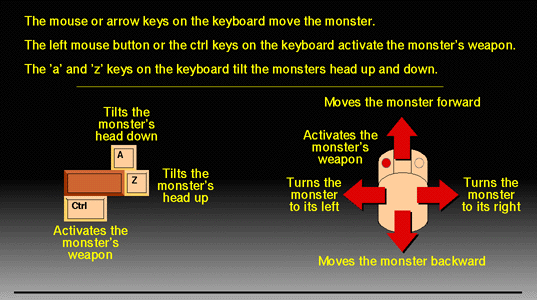 The mouse or arrow keys on the keyboard move the monster.
The left mouse button or the ctrl keys on the keyboard activate the monster's weapon.
The 'a' and 'z' keys on the keyboard tilt the monsters head up and down.
Tilts the
monster's
head down
A
Z
Tilts the
monster's
head up
Ctrl
Activates the
monster's
weapon
Moves the monster forward
Activates the
monster's
weapon
Turns the
monster
to its left
Turns the
monster
to its right
Moves the monster backward